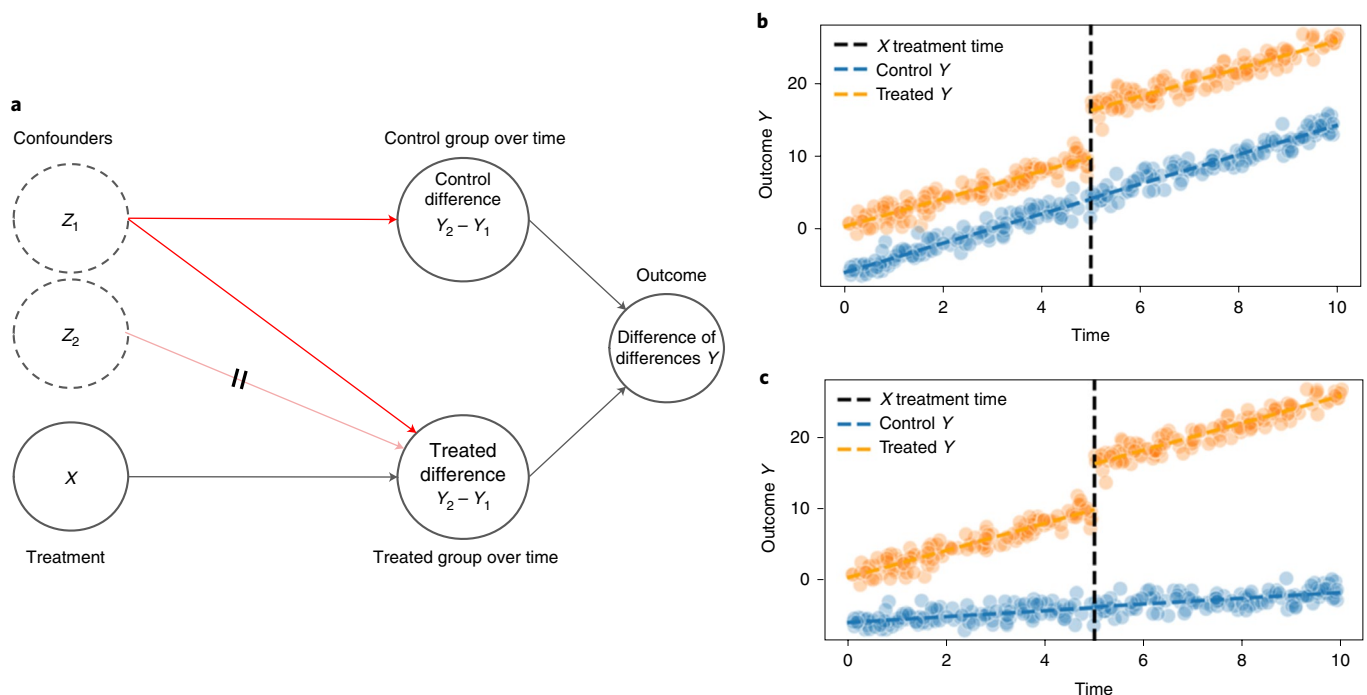 a
Confounders
Z1
Z2
X
Treatment
Control group over time
Control
difference
Y2 – Y1
Treated
difference
Y2 – Y1
Treated group over time
Outcome
Difference of
differences Y
b
X treatment time
Control Y
Treated Y
Outcome Y
20
10
0
0 2 4 6 8 10
Time
c
X treatment time
Control Y
Treated Y
Outcome Y
20
10
0
0 2 4 6 8 10
Time